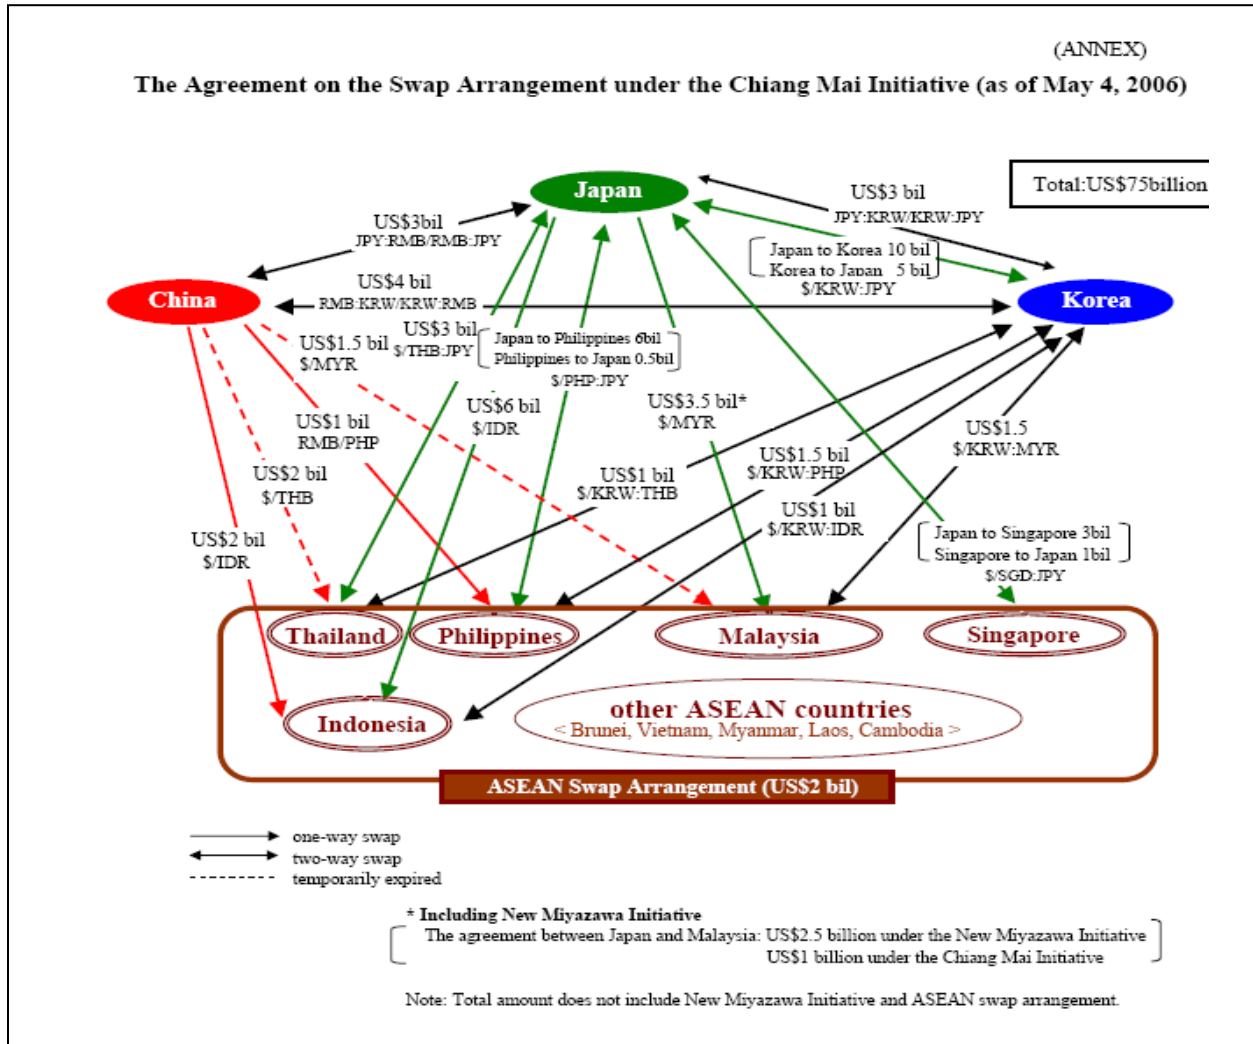 (ANNEX)
The Agreement on the Swap Arrangement under the Chiang Mai Initiative (as of May 4, 2006)
Total:US$75billion
Japan
US$3 bil
JPY:KRW/KRW:JPY
US$3bil
JPY:RMB/RMB:JPY
Japan to Korea 10 bil
Korea to Japan 5 bil
$/KRW:JPY
China
US$4 bil
RMB:KRW/KRW:RMB
Korea
US$1.5 bil
$/MYR
US$3 bil
$/THB:JPY
Japan to Philippines 6bil
Philippines to Japan 0.5bil
$/PHP:JPY
US$6 bil
$/IDR
US$3.5 bil*
$/MYR
US$1 bil
RMB/PHP
US$1.5
$/KRW:MYR
US$2 bil
$/THB
US$1 bil
$/KRW:THB
US$1.5 bil
$/KRW:PHP
US$1 bil
$/KRW:IDR
US$2 bil
$/IDR
Japan to Singapore 3bil
Singapore to Japan 1bil
$/SGD:JPY
Thailand
Philippines
Malaysia
Singapore
Indonesia
other ASEAN countries
< Brunei, Vietnam, Myanmar, Laos, Cambodia >
ASEAN Swap Arrangement (US$2 bil)
one-way swap
two-way swap
temporarily expired
* Including New Miyazawa Initiative
The agreement between Japan and Malaysia: US$2.5 billion under the New Miyazawa Initiative
US$1 billion under the Chiang Mai Initiative
Note: Total amount does not include New Miyazawa Initiative and ASEAN swap arrangement.